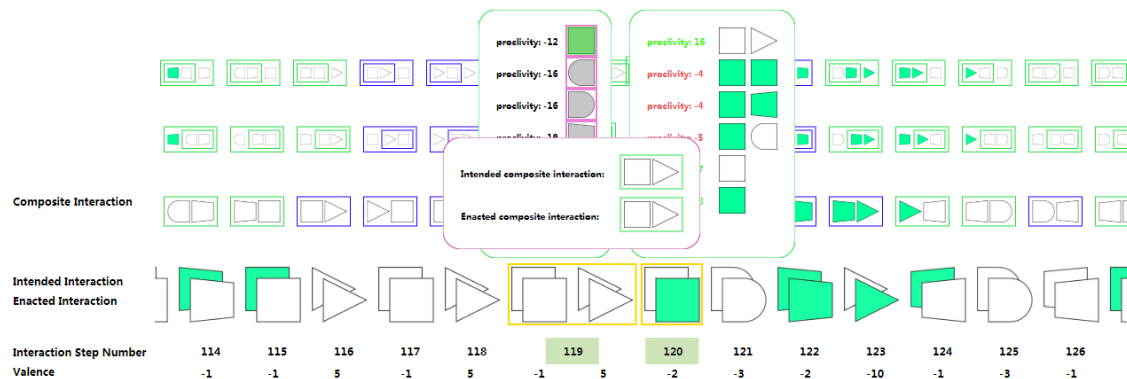 proclivity: -12
proclivity: -16
proclivity: -16
proclivity: 16
proclivity: -4
proclivity: -4
Intended composite interaction:
Enacted composite interaction:
Composite Interaction
Intended Interaction
Enacted Interaction
Interaction Step Number 114 115 116 117 118 119 120 121 122 123 124 125 126
Valence -1 -1 5 -1 5 -1 5 -2 -3 -2 -10 -1 -3 -1